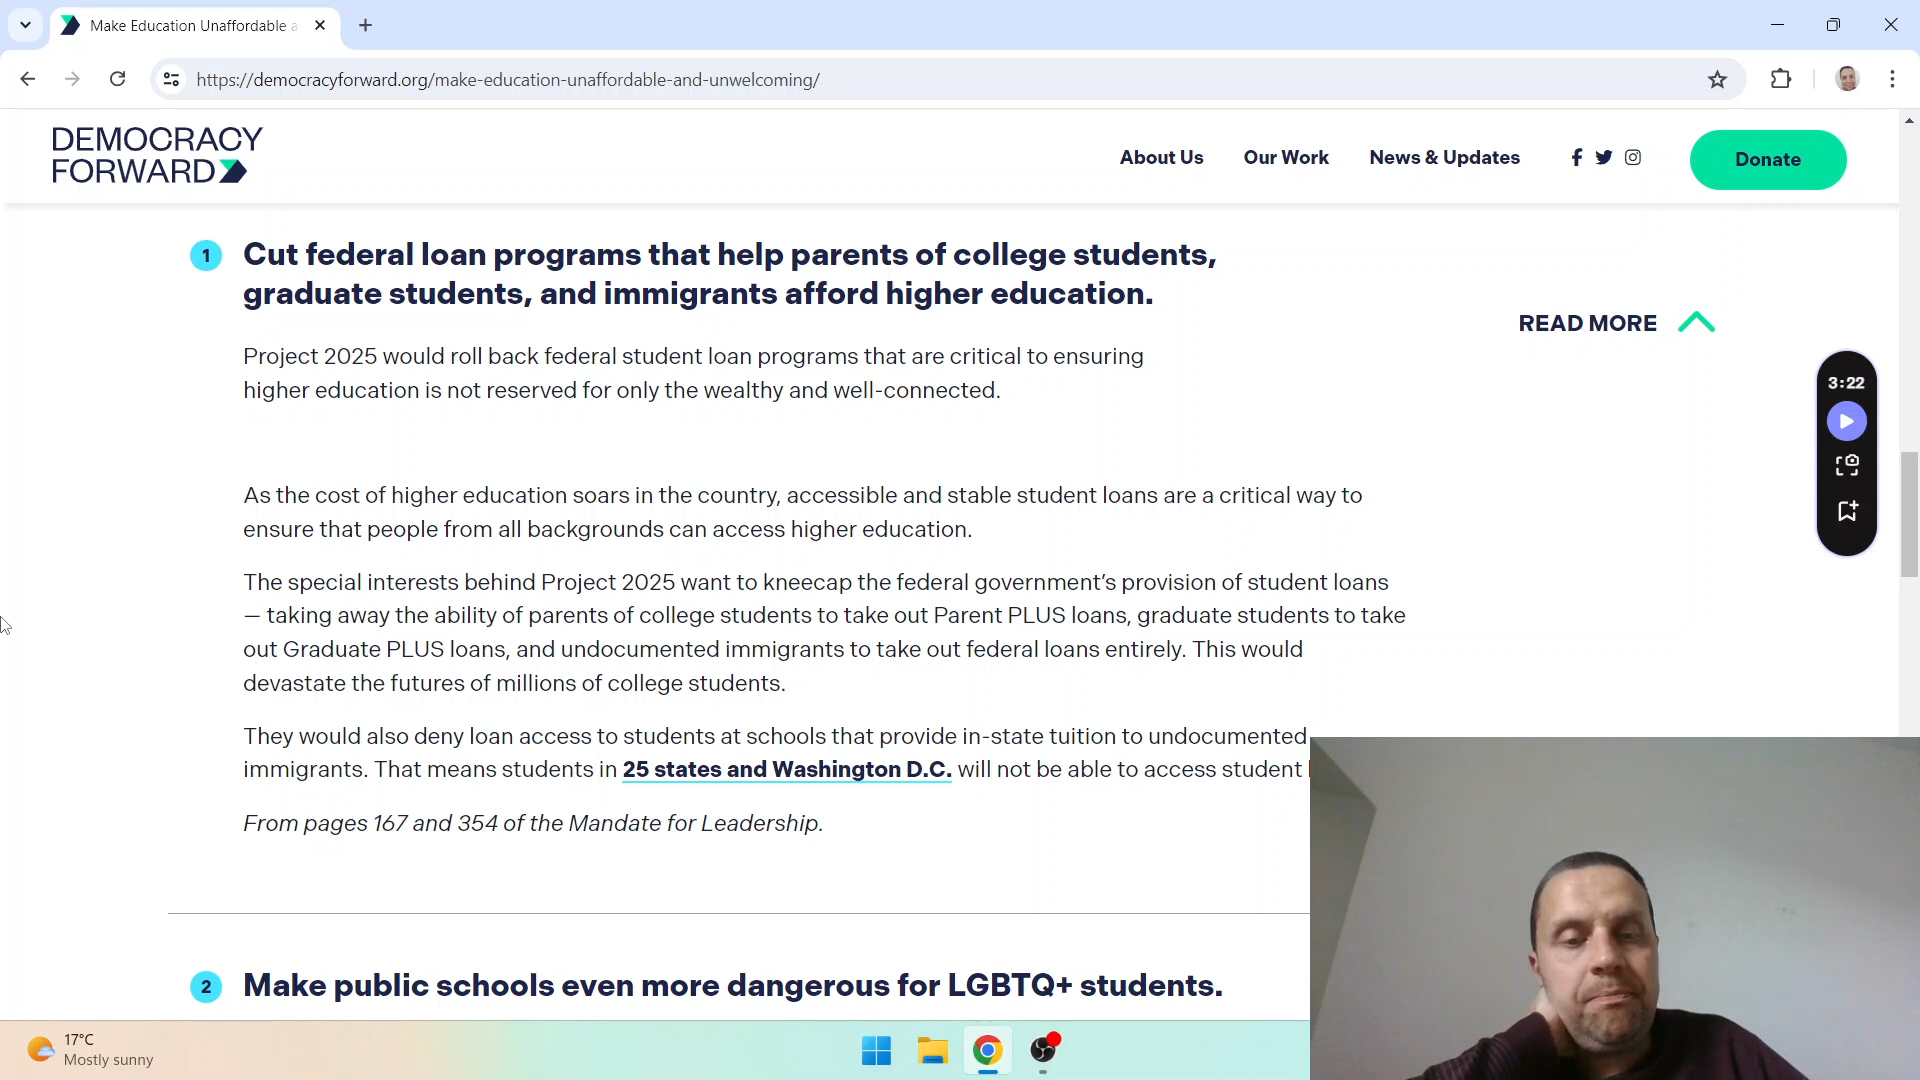 Make Education Unaffordable a
https://democracyforward.org/make-education-unaffordable-and-unwelcoming/
DEMOCRACY
FORWARD
About Us
Our Work
News & Updates
Donate
1
Cut federal loan programs that help parents of college students,
graduate students, and immigrants afford higher education.
READ MORE
Project 2025 would roll back federal student loan programs that are critical to ensuring
higher education is not reserved for only the wealthy and well-connected.
3:22
As the cost of higher education soars in the country, accessible and stable student loans are a critical way to
ensure that people from all backgrounds can access higher education.
The special interests behind Project 2025 want to kneecap the federal government's provision of student loans
— taking away the ability of parents of college students to take out Parent PLUS loans, graduate students to take
out Graduate PLUS loans, and undocumented immigrants to take out federal loans entirely. This would
devastate the futures of millions of college students.
They would also deny loan access to students at schools that provide in-state tuition to undocumented
immigrants. That means students in 25 states and Washington D.C. will not be able to access student
From pages 167 and 354 of the Mandate for Leadership.
2
Make public schools even more dangerous for LGBTQ+ students.
17°C
Mostly sunny